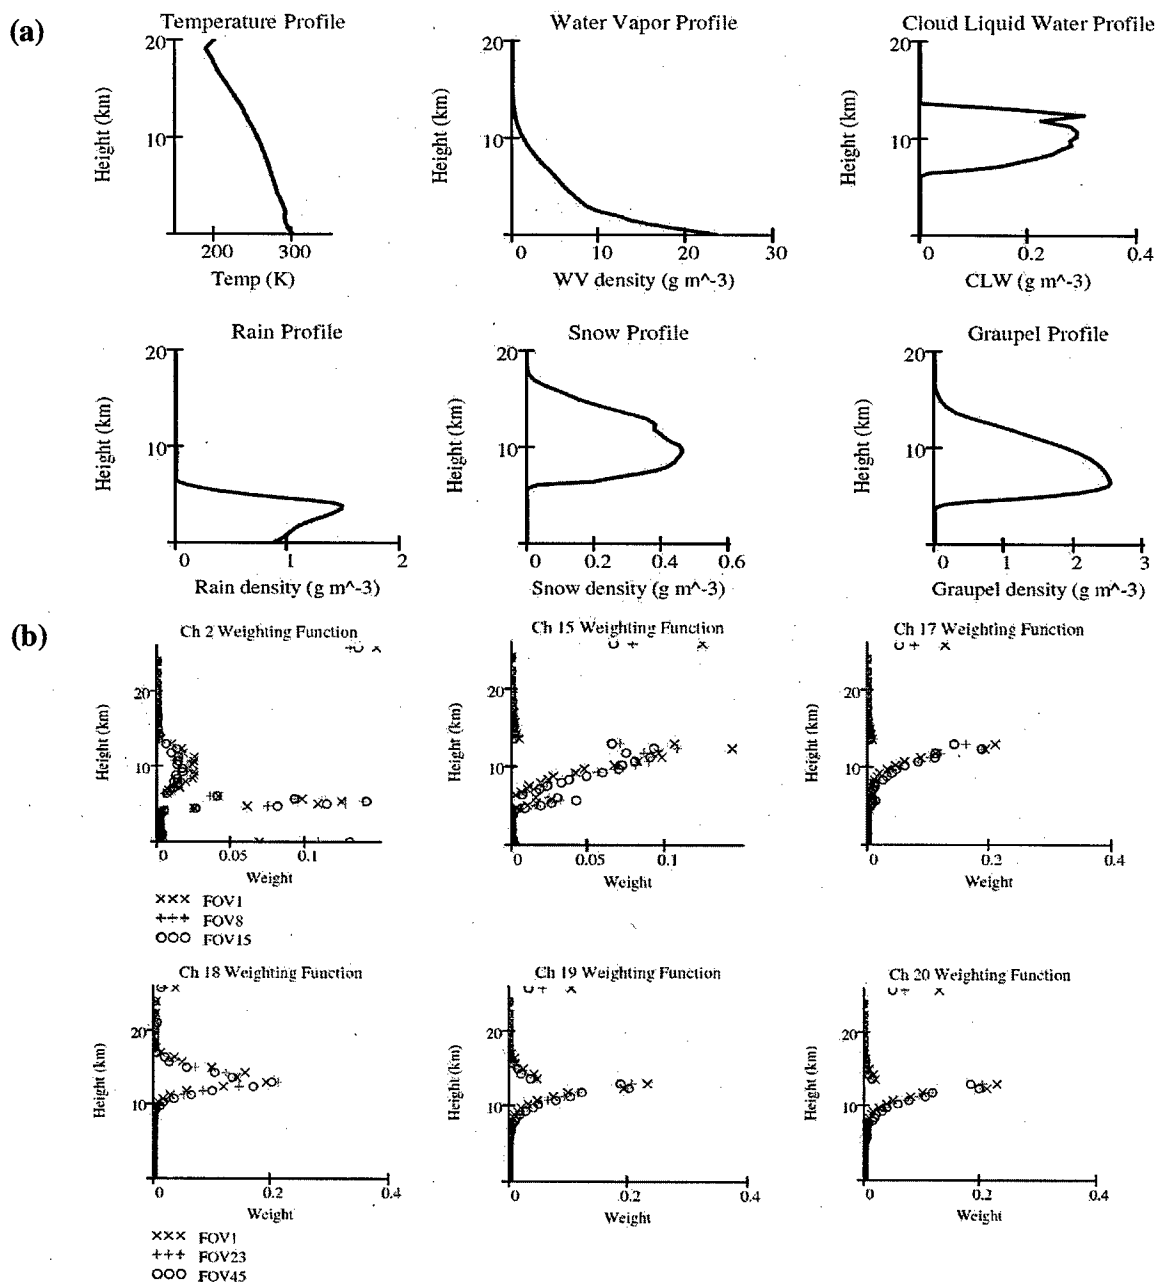 (a)
Temperature Profile
20
10
Height (km)
200 300
Temp (K)
Water Vapor Profile
20
10
Height (km)
0 10 20 30
WV density (g m^-3)
Cloud Liquid Water Profile
20
10
Height (km)
0 0.2 0.4
CLW (g m^-3)
Rain Profile
20
10
Height (km)
0 1 2
Rain density (g m^-3)
Snow Profile
20
10
Height (km)
0 0.2 0.4 0.6
Snow density (g m^-3)
Graupel Profile
20
10
Height (km)
0 1 2 3
Graupel density (g m^-3)
(b)
Ch 2 Weighting Function
20
10
Height (km)
0 0.05 0.1
Weight
××× FOV1
+++ FOV8
OOO FOV15
Ch 15 Weighting Function
20
10
Height (km)
0 0.05 0.1
Weight
Ch 17 Weighting Function
20
10
Height (km)
0 0.2 0.4
Weight
Ch 18 Weighting Function
20
10
Height (km)
0 0.2 0.4
Weight
××× FOV1
+++ FOV23
OOO FOV45
Ch 19 Weighting Function
20
10
Height (km)
0 0.2 0.4
Weight
Ch 20 Weighting Function
20
10
Height (km)
0 0.2 0.4
Weight